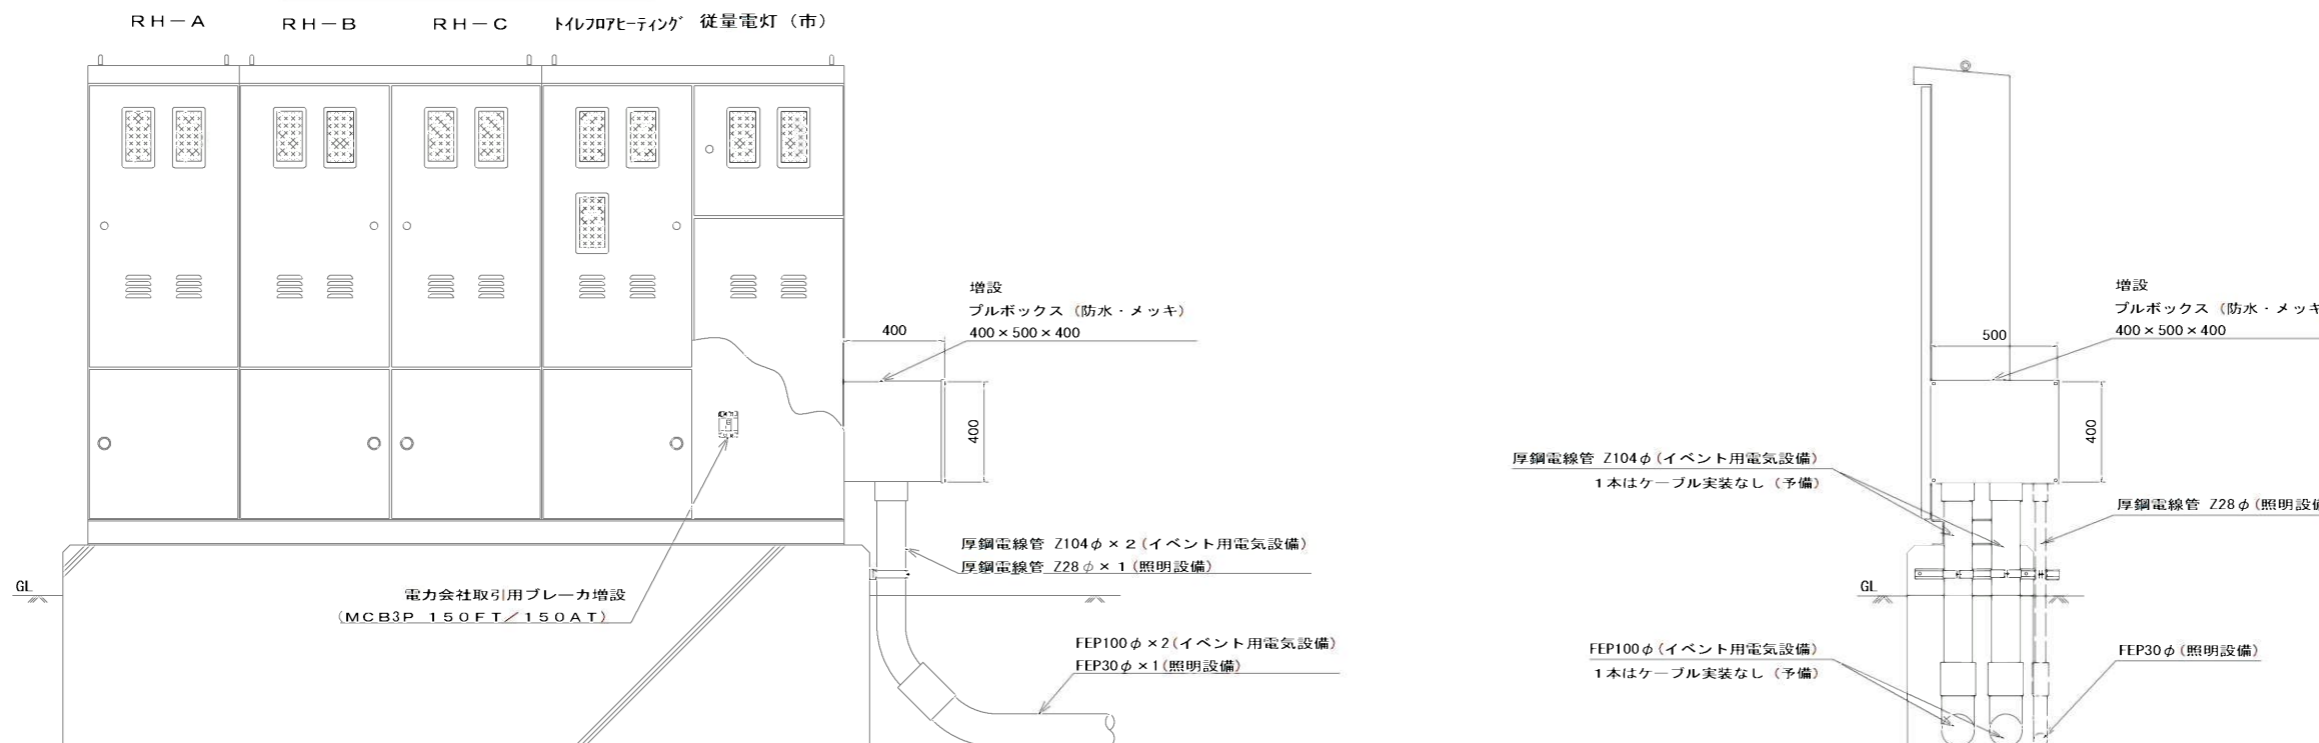 RH－A
RH－B
RH－C
ﾄｲﾚﾌﾛｱﾋｰﾃｨﾝｸﾞ
従量電灯（市）
増設
プルボックス（防水・メッキ）
400×500×400
400
400
厚鋼電線管 Z104φ×2(イベント用電気設備)
厚鋼電線管 Z28φ×1(照明設備)
GL
電力会社取引用ブレーカ増設
(MCB3P 150FT／150AT)
FEP100φ×2(イベント用電気設備)
FEP30φ×1(照明設備)
増設
プルボックス（防水・メッキ
400×500×400
500
400
厚鋼電線管 Z104φ(イベント用電気設備)
1本はケーブル実装なし（予備）
厚鋼電線管 Z28φ(照明設備
GL
FEP100φ(イベント用電気設備)
1本はケーブル実装なし（予備）
FEP30φ(照明設備)